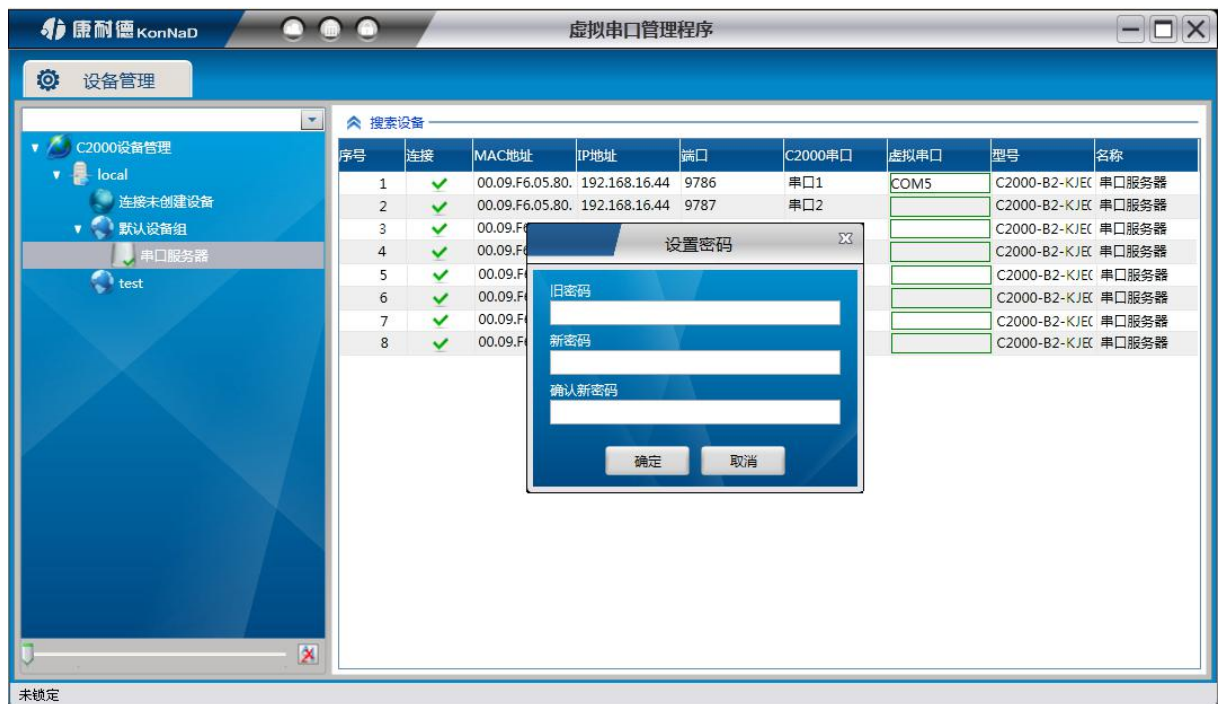 康耐德 KonNaD
虚拟串口管理程序
设备管理
C2000设备管理
local
连接未创建设备
默认设备组
串口服务器
test
搜索设备
序号 连接 MAC地址 IP地址 端口 C2000串口 虚拟串口 型号 名称
1 00.09.F6.05.80. 192.168.16.44 9786 串口1 COM5 C2000-B2-KJE 串口服务器
2 00.09.F6.05.80. 192.168.16.44 9787 串口2 C2000-B2-KJE 串口服务器
3 00.09.F C2000-B2-KJE 串口服务器
4 00.09.F C2000-B2-KJE 串口服务器
5 00.09.F C2000-B2-KJE 串口服务器
6 00.09.F C2000-B2-KJE 串口服务器
7 00.09.F C2000-B2-KJE 串口服务器
8 00.09.F C2000-B2-KJE 串口服务器
设置密码
旧密码
新密码
确认新密码
确定 取消
未锁定